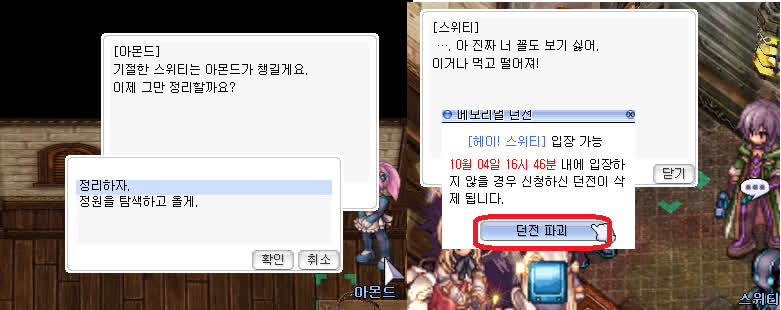 [아몬드]
기절한 스위티는 아몬드가 챙길게요.
이제 그만 정리할까요?
정리하자.
정원을 탐색하고 올게.
확인
취소
아몬드
[스위티]
…. 아 진짜 너 꼴도 보기 싫어.
이거나 먹고 떨어져!
메모리얼 던전
[헤이! 스위티] 입장 가능
10월 04일 16시 46분 내에 입장하
지 않을 경우 신청하신 던전이 삭
제 됩니다.
던전 파괴
닫기
스위티